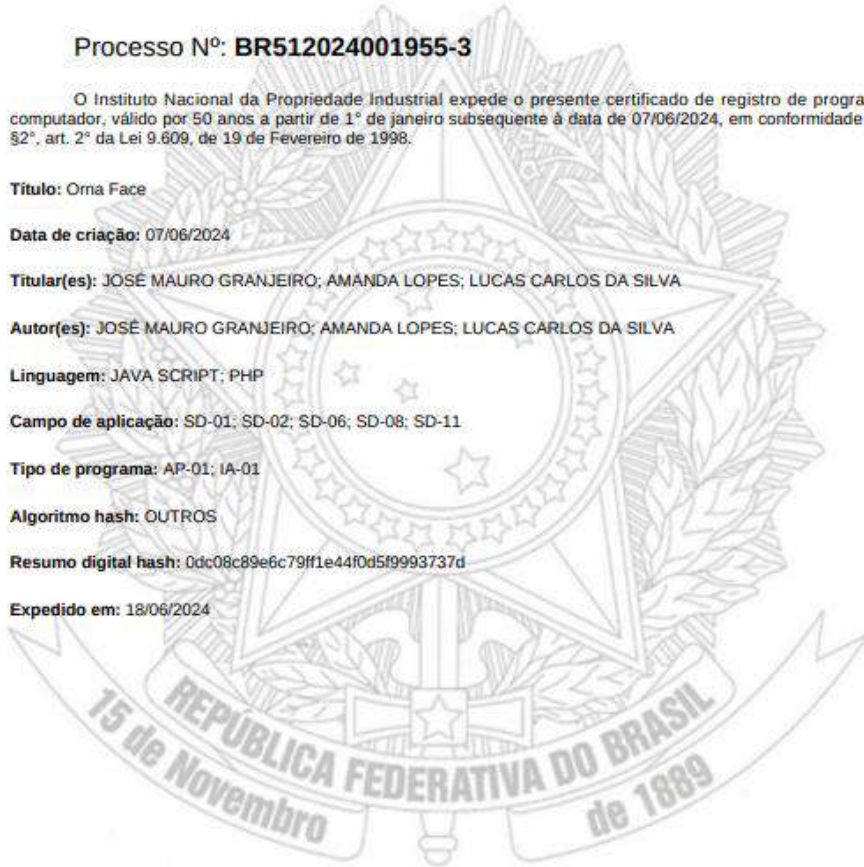 Processo Nº: BR512024001955-3
O Instituto Nacional da Propriedade Industrial expede o presente certificado de registro de progra
computador, válido por 50 anos a partir de 1° de janeiro subsequente à data de 07/06/2024, em conformidade
§2°, art. 2° da Lei 9.609, de 19 de Fevereiro de 1998.
Título: Orna Face
Data de criação: 07/06/2024
Titular(es): JOSÉ MAURO GRANJEIRO; AMANDA LOPES; LUCAS CARLOS DA SILVA
Autor(es): JOSÉ MAURO GRANJEIRO; AMANDA LOPES; LUCAS CARLOS DA SILVA
Linguagem: JAVA SCRIPT; PHP
Campo de aplicação: SD-01; SD-02; SD-06; SD-08; SD-11
Tipo de programa: AP-01; IA-01
Algoritmo hash: OUTROS
Resumo digital hash: 0dc08c89e6c79ff1e44f0d5f9993737d
Expedido em: 18/06/2024
REPÚBLICA FEDERATIVA DO BRASIL
15 de Novembro de 1889